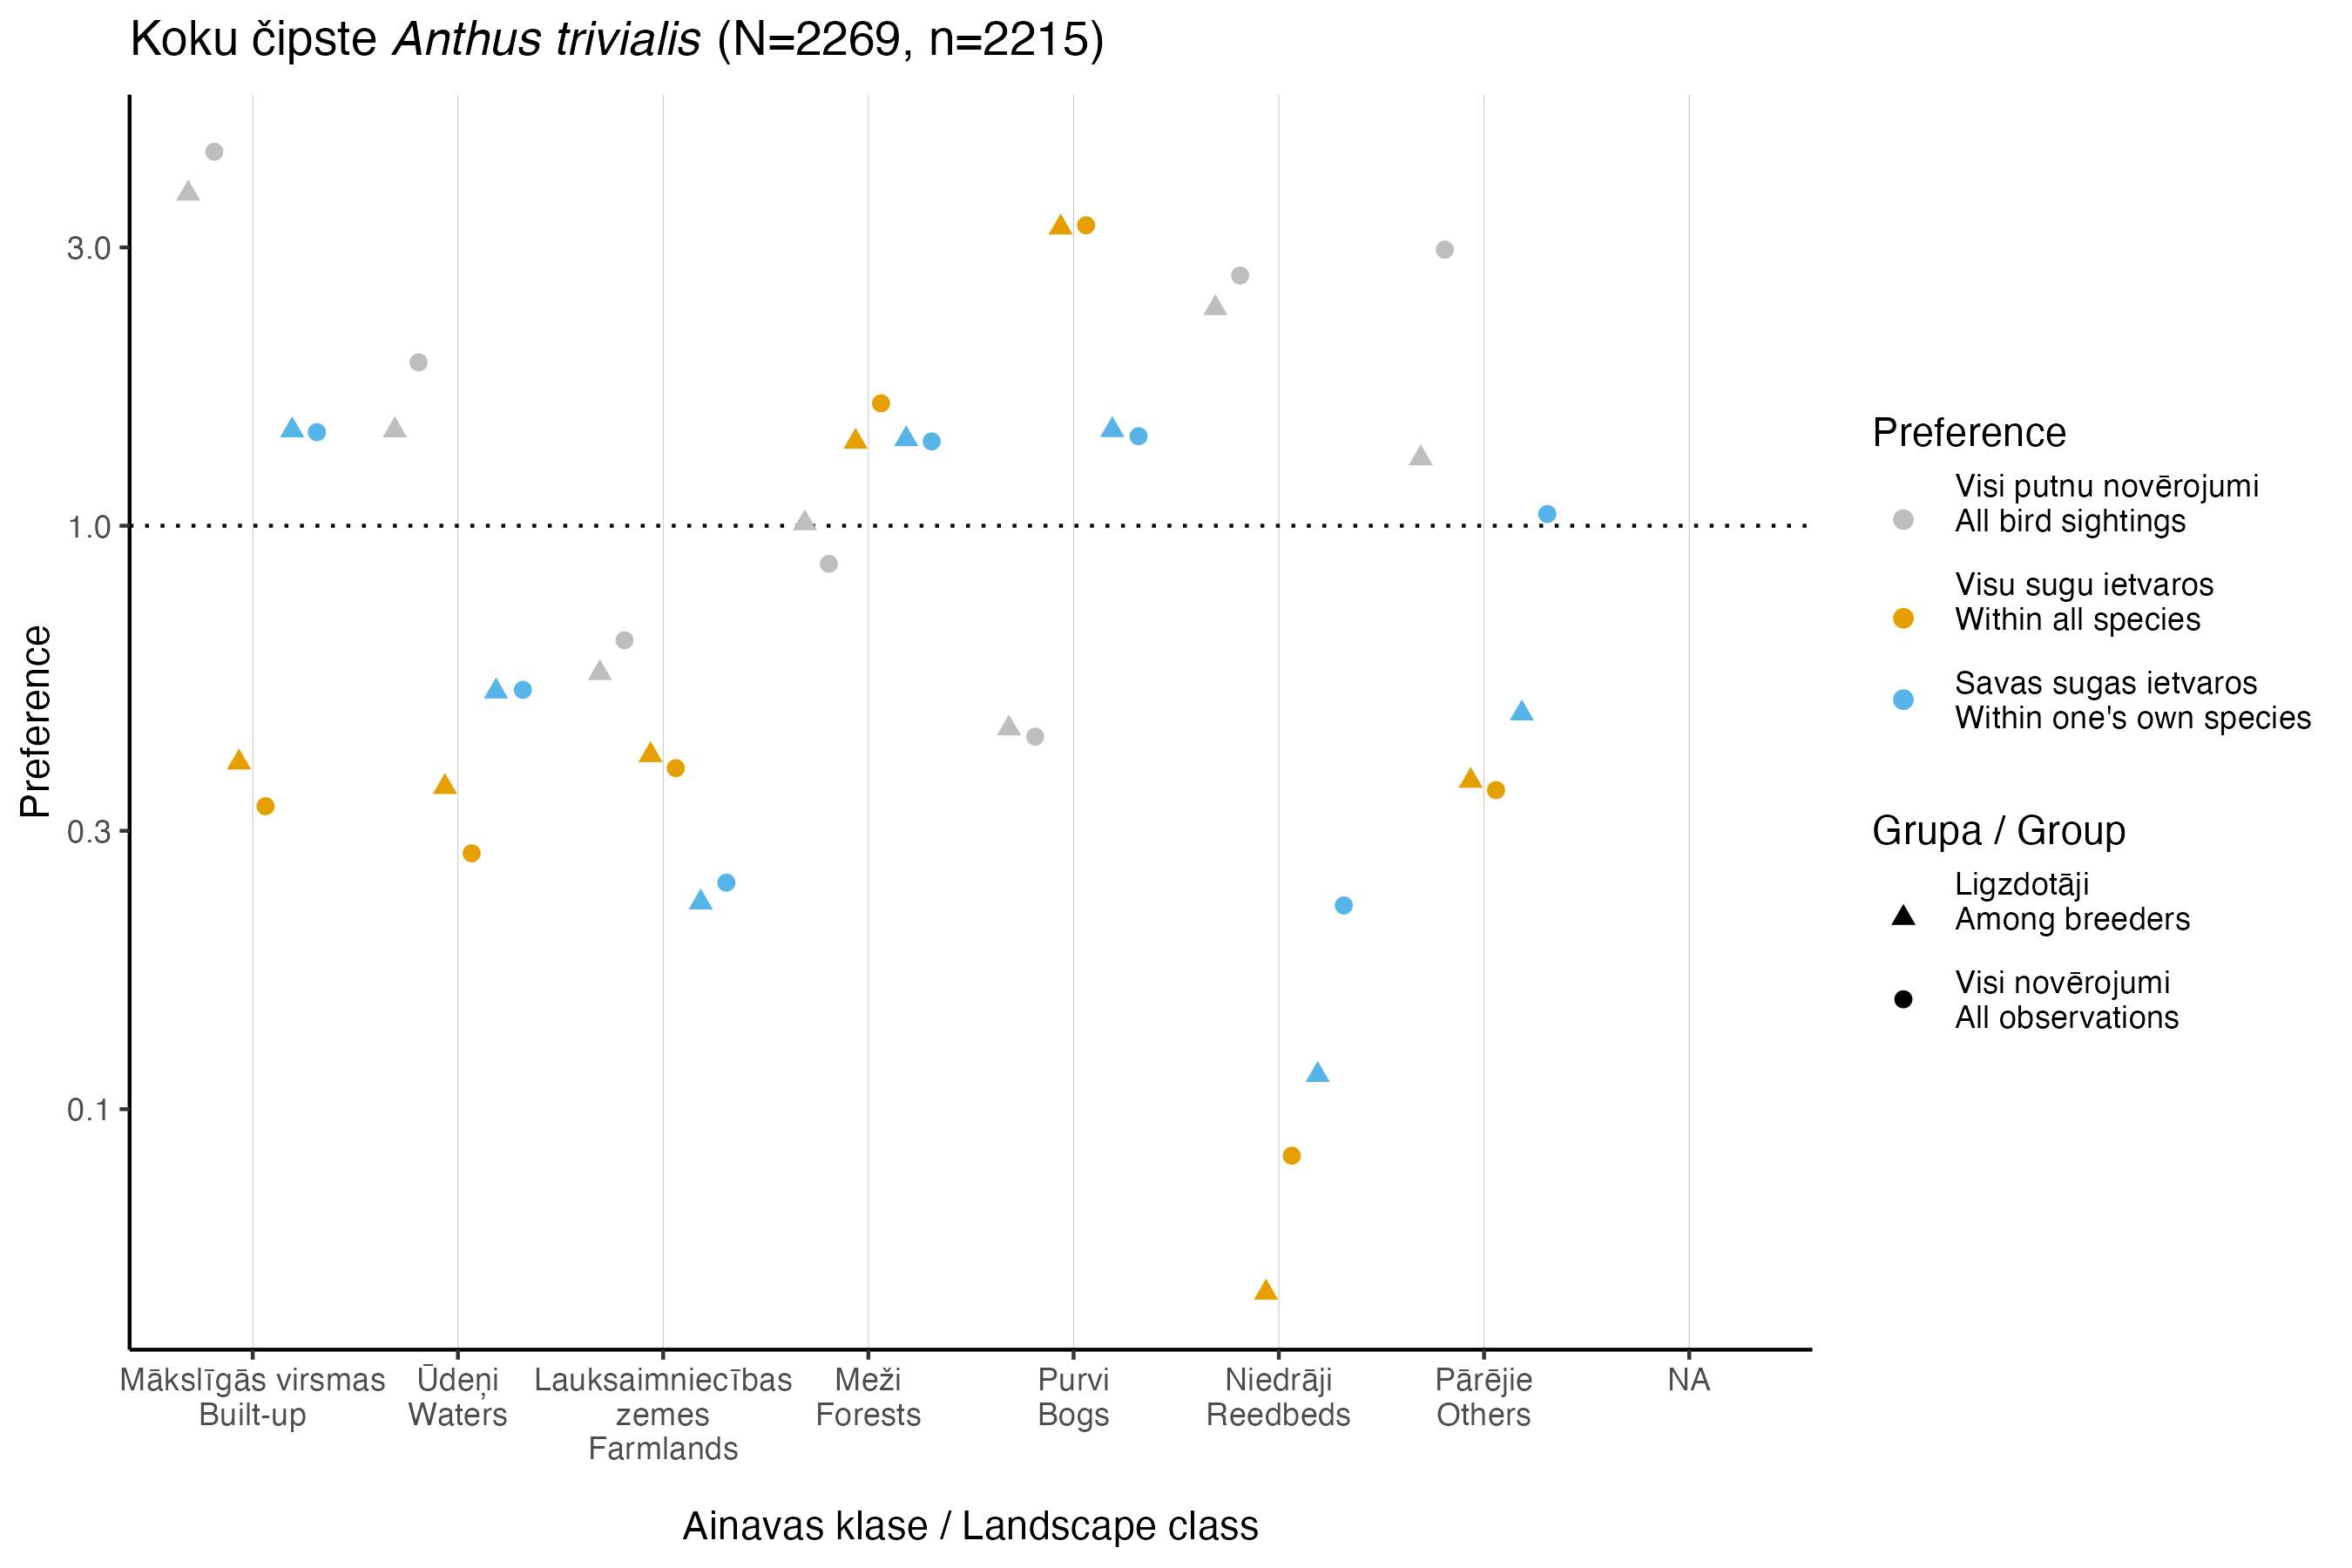 Koku čipste Anthus trivialis (N=2269, n=2215)
Preference
3.0
1.0
0.3
0.1
Mākslīgās virsmas
Built-up
Ūdeņi
Waters
Lauksaimniecības
zemes
Farmlands
Meži
Forests
Purvi
Bogs
Niedrāji
Reedbeds
Pārējie
Others
NA
Ainavas klase / Landscape class
Preference
Visi putnu novērojumi
All bird sightings
Visu sugu ietvaros
Within all species
Savas sugas ietvaros
Within one's own species
Grupa / Group
Ligzdotāji
Among breeders
Visi novērojumi
All observations